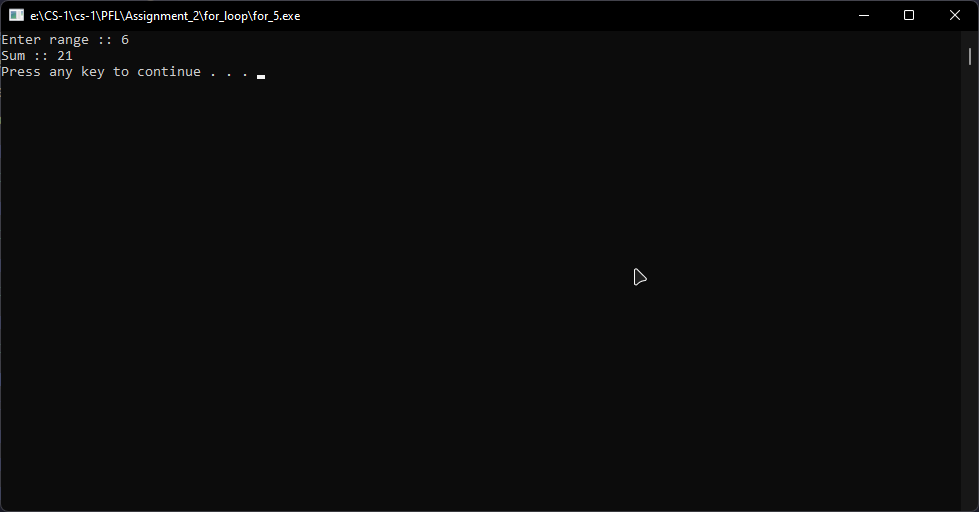 e:\CS-1\cs-1\PFL\Assignment_2\for_loop\for_5.exe
Enter range :: 6
Sum :: 21
Press any key to continue . . .